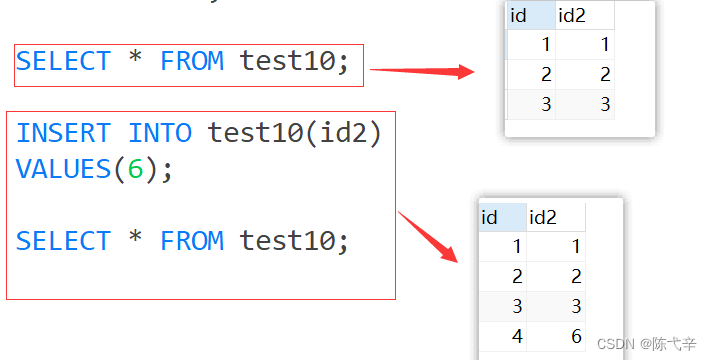 SELECT * FROM test10;
id id2
1 1
2 2
3 3
INSERT INTO test10(id2)
VALUES(6);
SELECT * FROM test10;
id id2
1 1
2 2
3 3
4 6
CSDN @陈弋辛